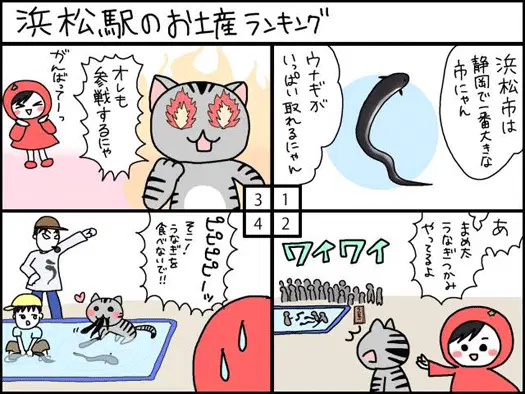 浜松駅のお土産ランキング
浜松市は
静岡で一番大きな
市にゃん
ウナギが
いっぱい取れるにゃん
1
あ
まめ太
うなぎつかみ
やってるよ
ワイワイ
2
オレも
参戦するにゃ
がんばってーっ
3
ピピピピピーッ
そこ!
うなぎを
食べないで!!
う
4